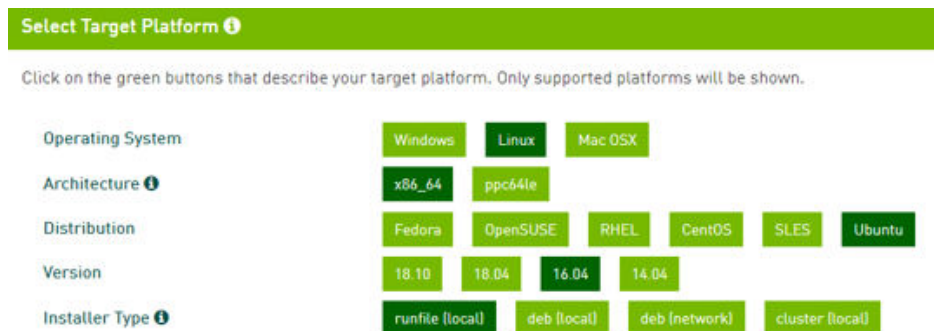 Select Target Platform
Click on the green buttons that describe your target platform. Only supported platforms will be shown.
Operating System Windows Linux Mac OSX
Architecture x86_64 ppc64le
Distribution Fedora OpenSUSE RHEL CentOS SLES Ubuntu
Version 18.10 18.04 16.04 14.04
Installer Type runfile (local) deb (local) deb (network) cluster (local)